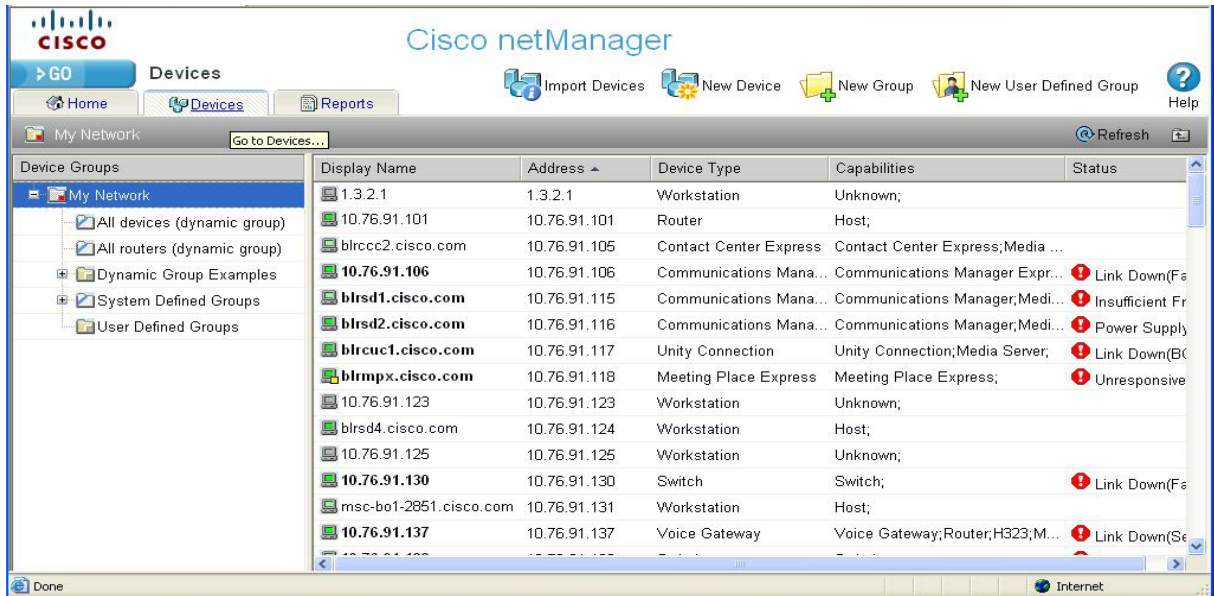 CISCO
Cisco netManager
GO
Devices
Import Devices
New Device
New Group
New User Defined Group
Help
Home
Devices
Reports
My Network
Go to Devices...
Refresh
Device Groups
My Network
All devices (dynamic group)
All routers (dynamic group)
Dynamic Group Examples
System Defined Groups
User Defined Groups
Display Name Address Device Type Capabilities Status
1.3.2.1 1.3.2.1 Workstation Unknown;
10.76.91.101 10.76.91.101 Router Host;
blrccc2.cisco.com 10.76.91.105 Contact Center Express Contact Center Express;Media ...
10.76.91.106 10.76.91.106 Communications Mana... Communications Manager Expr... Link Down(Fa
blrsd1.cisco.com 10.76.91.115 Communications Mana... Communications Manager;Medi... Insufficient Fr
blrsd2.cisco.com 10.76.91.116 Communications Mana... Communications Manager;Medi... Power Supply
blrcuc1.cisco.com 10.76.91.117 Unity Connection Unity Connection;Media Server; Link Down(BO
blrmpx.cisco.com 10.76.91.118 Meeting Place Express Meeting Place Express; Unresponsive
10.76.91.123 10.76.91.123 Workstation Unknown;
blrsd4.cisco.com 10.76.91.124 Workstation Host;
10.76.91.125 10.76.91.125 Workstation Unknown;
10.76.91.130 10.76.91.130 Switch Switch; Link Down(Fa
msc-bo1-2851.cisco.com 10.76.91.131 Workstation Host;
10.76.91.137 10.76.91.137 Voice Gateway Voice Gateway;Router;H323;M... Link Down(Se
Done
Internet